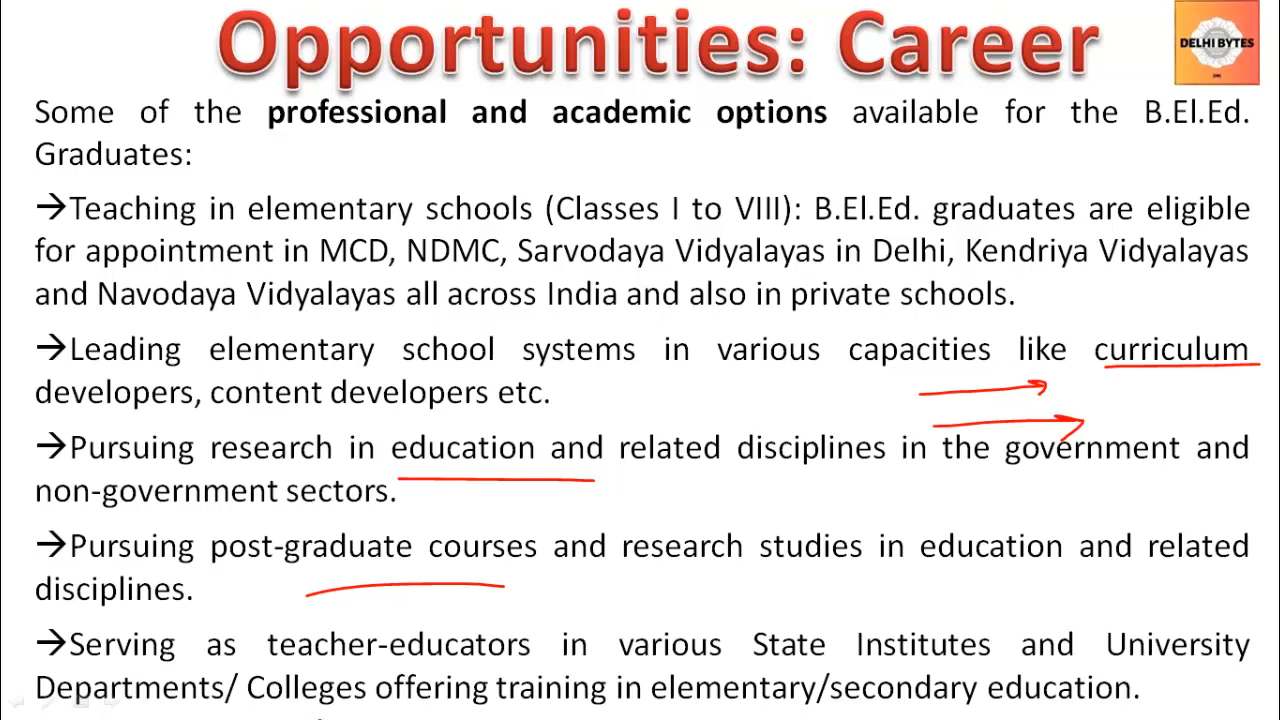 Opportunities: Career
DELHI BYTES
Some of the professional and academic options available for the B.El.Ed.
Graduates:
→Teaching in elementary schools (Classes I to VIII): B.El.Ed. graduates are eligible
for appointment in MCD, NDMC, Sarvodaya Vidyalayas in Delhi, Kendriya Vidyalayas
and Navodaya Vidyalayas all across India and also in private schools.
→Leading elementary school systems in various capacities like curriculum
developers, content developers etc.
→Pursuing research in education and related disciplines in the government and
non-government sectors.
→Pursuing post-graduate courses and research studies in education and related
disciplines.
→Serving as teacher-educators in various State Institutes and University
Departments/ Colleges offering training in elementary/secondary education.